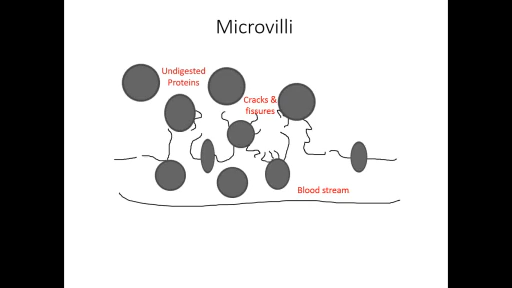 Microvilli
Undigested
Proteins
Cracks &
fissures
Blood stream